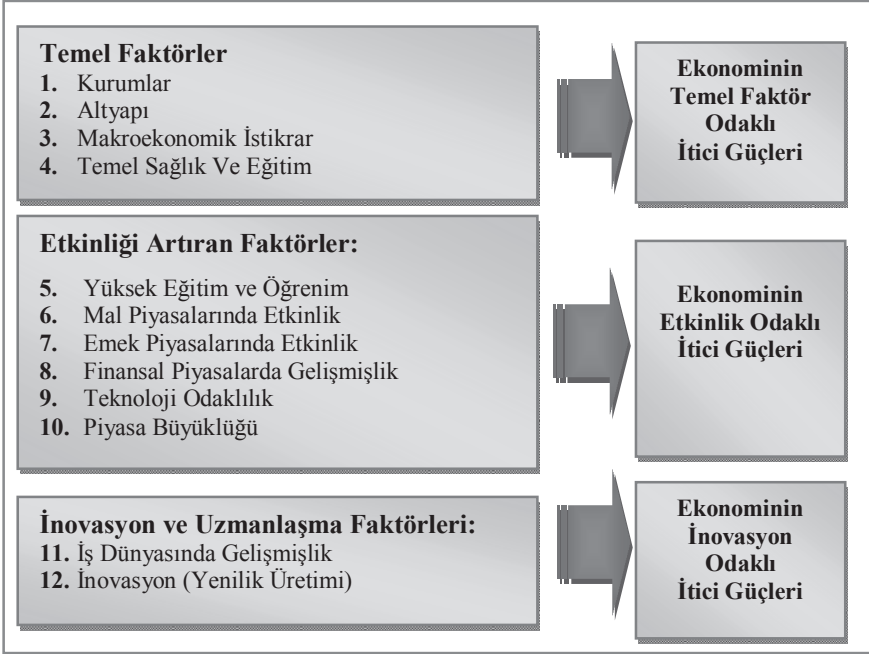 Temel Faktörler
1. Kurumlar
2. Altyapı
3. Makroekonomik İstikrar
4. Temel Sağlık Ve Eğitim
Ekonominin
Temel Faktör
Odaklı
İtici Güçleri
Etkinliği Artıran Faktörler:
5. Yüksek Eğitim ve Öğrenim
6. Mal Piyasalarında Etkinlik
7. Emek Piyasalarında Etkinlik
8. Finansal Piyasalarda Gelişmişlik
9. Teknoloji Odaklılık
10. Piyasa Büyüklüğü
Ekonominin
Etkinlik Odaklı
İtici Güçleri
İnovasyon ve Uzmanlaşma Faktörleri:
11. İş Dünyasında Gelişmişlik
12. İnovasyon (Yenilik Üretimi)
Ekonominin
İnovasyon
Odaklı
İtici Güçleri